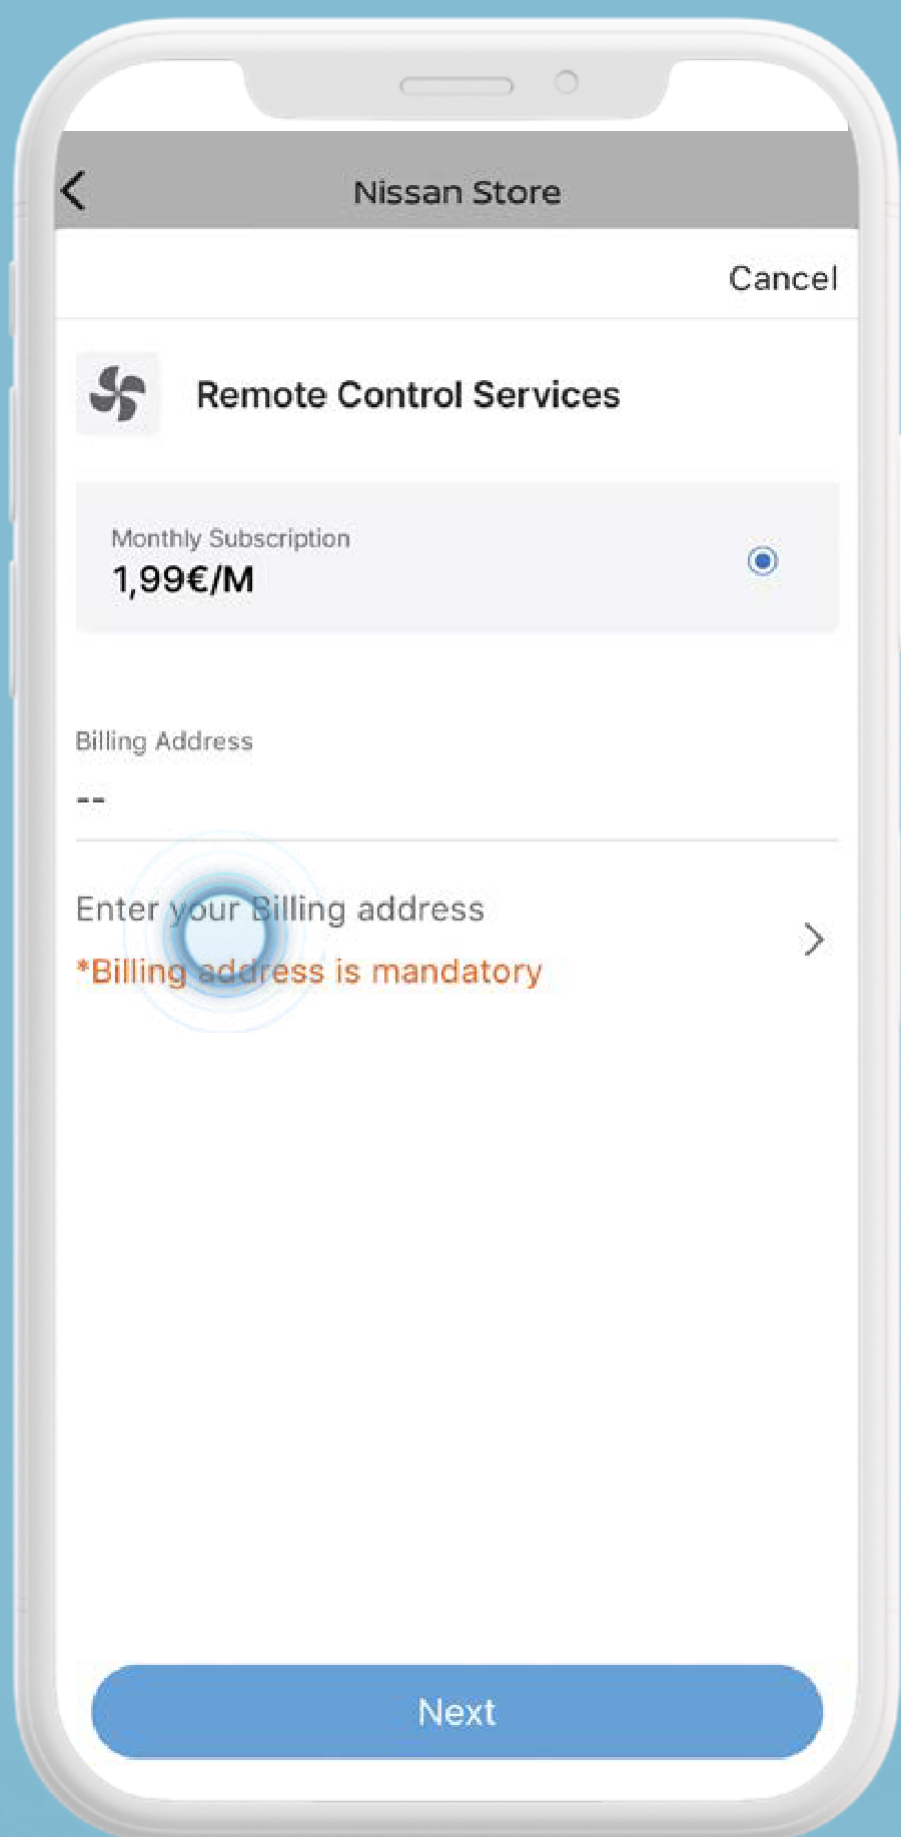 Nissan Store
Cancel
Remote Control Services
Monthly Subscription
1,99€/M
Billing Address
--
Enter your Billing address
*Billing address is mandatory
Next